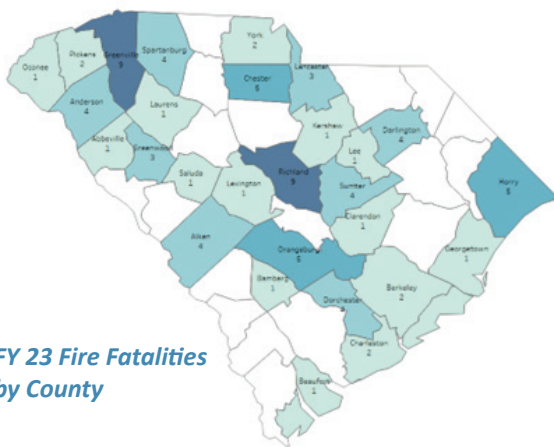 York
2
Spartanburg
4
Greenville
9
Pickens
2
Oconee
1
Lancaster
3
Chester
5
Anderson
4
Laurens
1
Kershaw
1
Darlington
4
Abbeville
1
Greenwood
3
Lee
1
Richland
9
Saluda
1
Lexington
1
Sumter
4
Horry
5
Clarendon
1
Aiken
4
Orangeburg
5
Georgetown
1
Bamberg
1
Berkeley
2
Dorchester
Charleston
2
Beaufort
1
FY 23 Fire Fatalities
by County